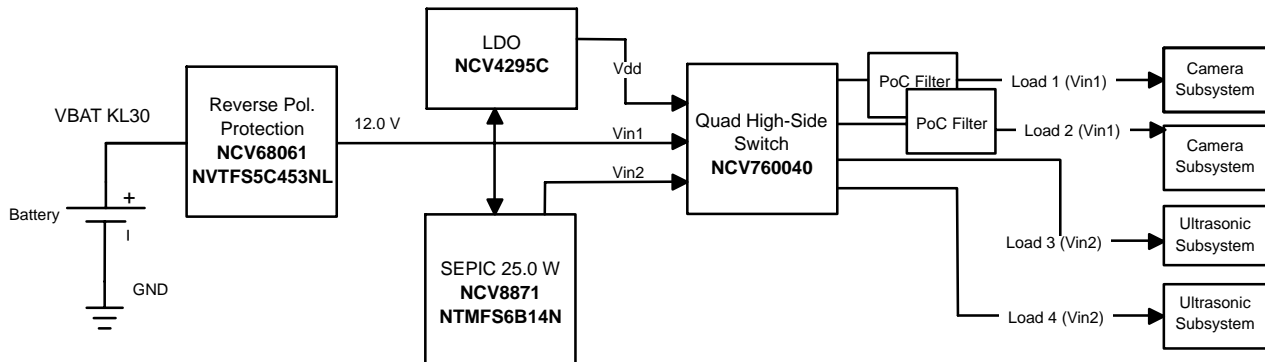 VBAT KL30
Battery
+
I
GND
Reverse Pol.
Protection
NCV68061
NVTFS5C453NL
12.0 V
LDO
NCV4295C
SEPIC 25.0 W
NCV8871
NTMFS6B14N
Vdd
Vin1
Vin2
Quad High-Side
Switch
NCV760040
PoC Filter
PoC Filter
Load 1 (Vin1)
Load 2 (Vin1)
Load 3 (Vin2)
Load 4 (Vin2)
Camera
Subsystem
Camera
Subsystem
Ultrasonic
Subsystem
Ultrasonic
Subsystem